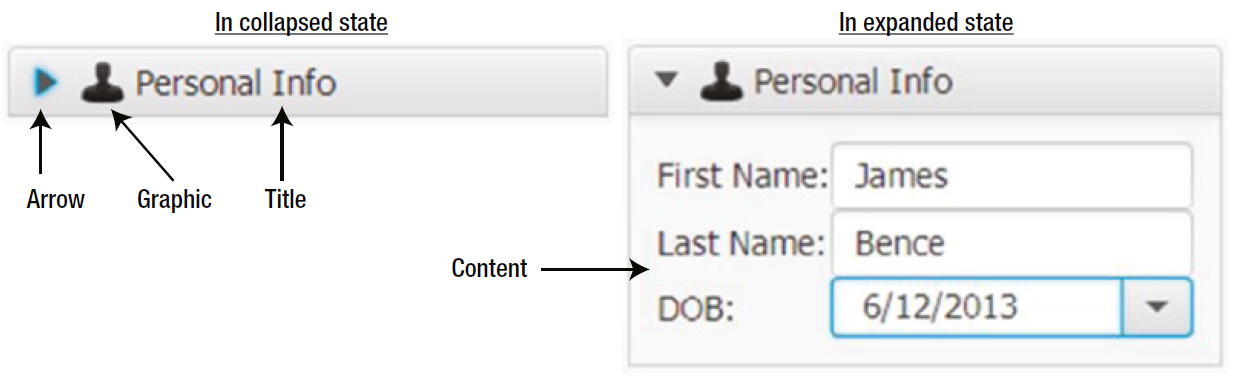 In collapsed state
Personal Info
Arrow
Graphic
Title
In expanded state
Personal Info
First Name: James
Last Name: Bence
DOB: 6/12/2013
Content